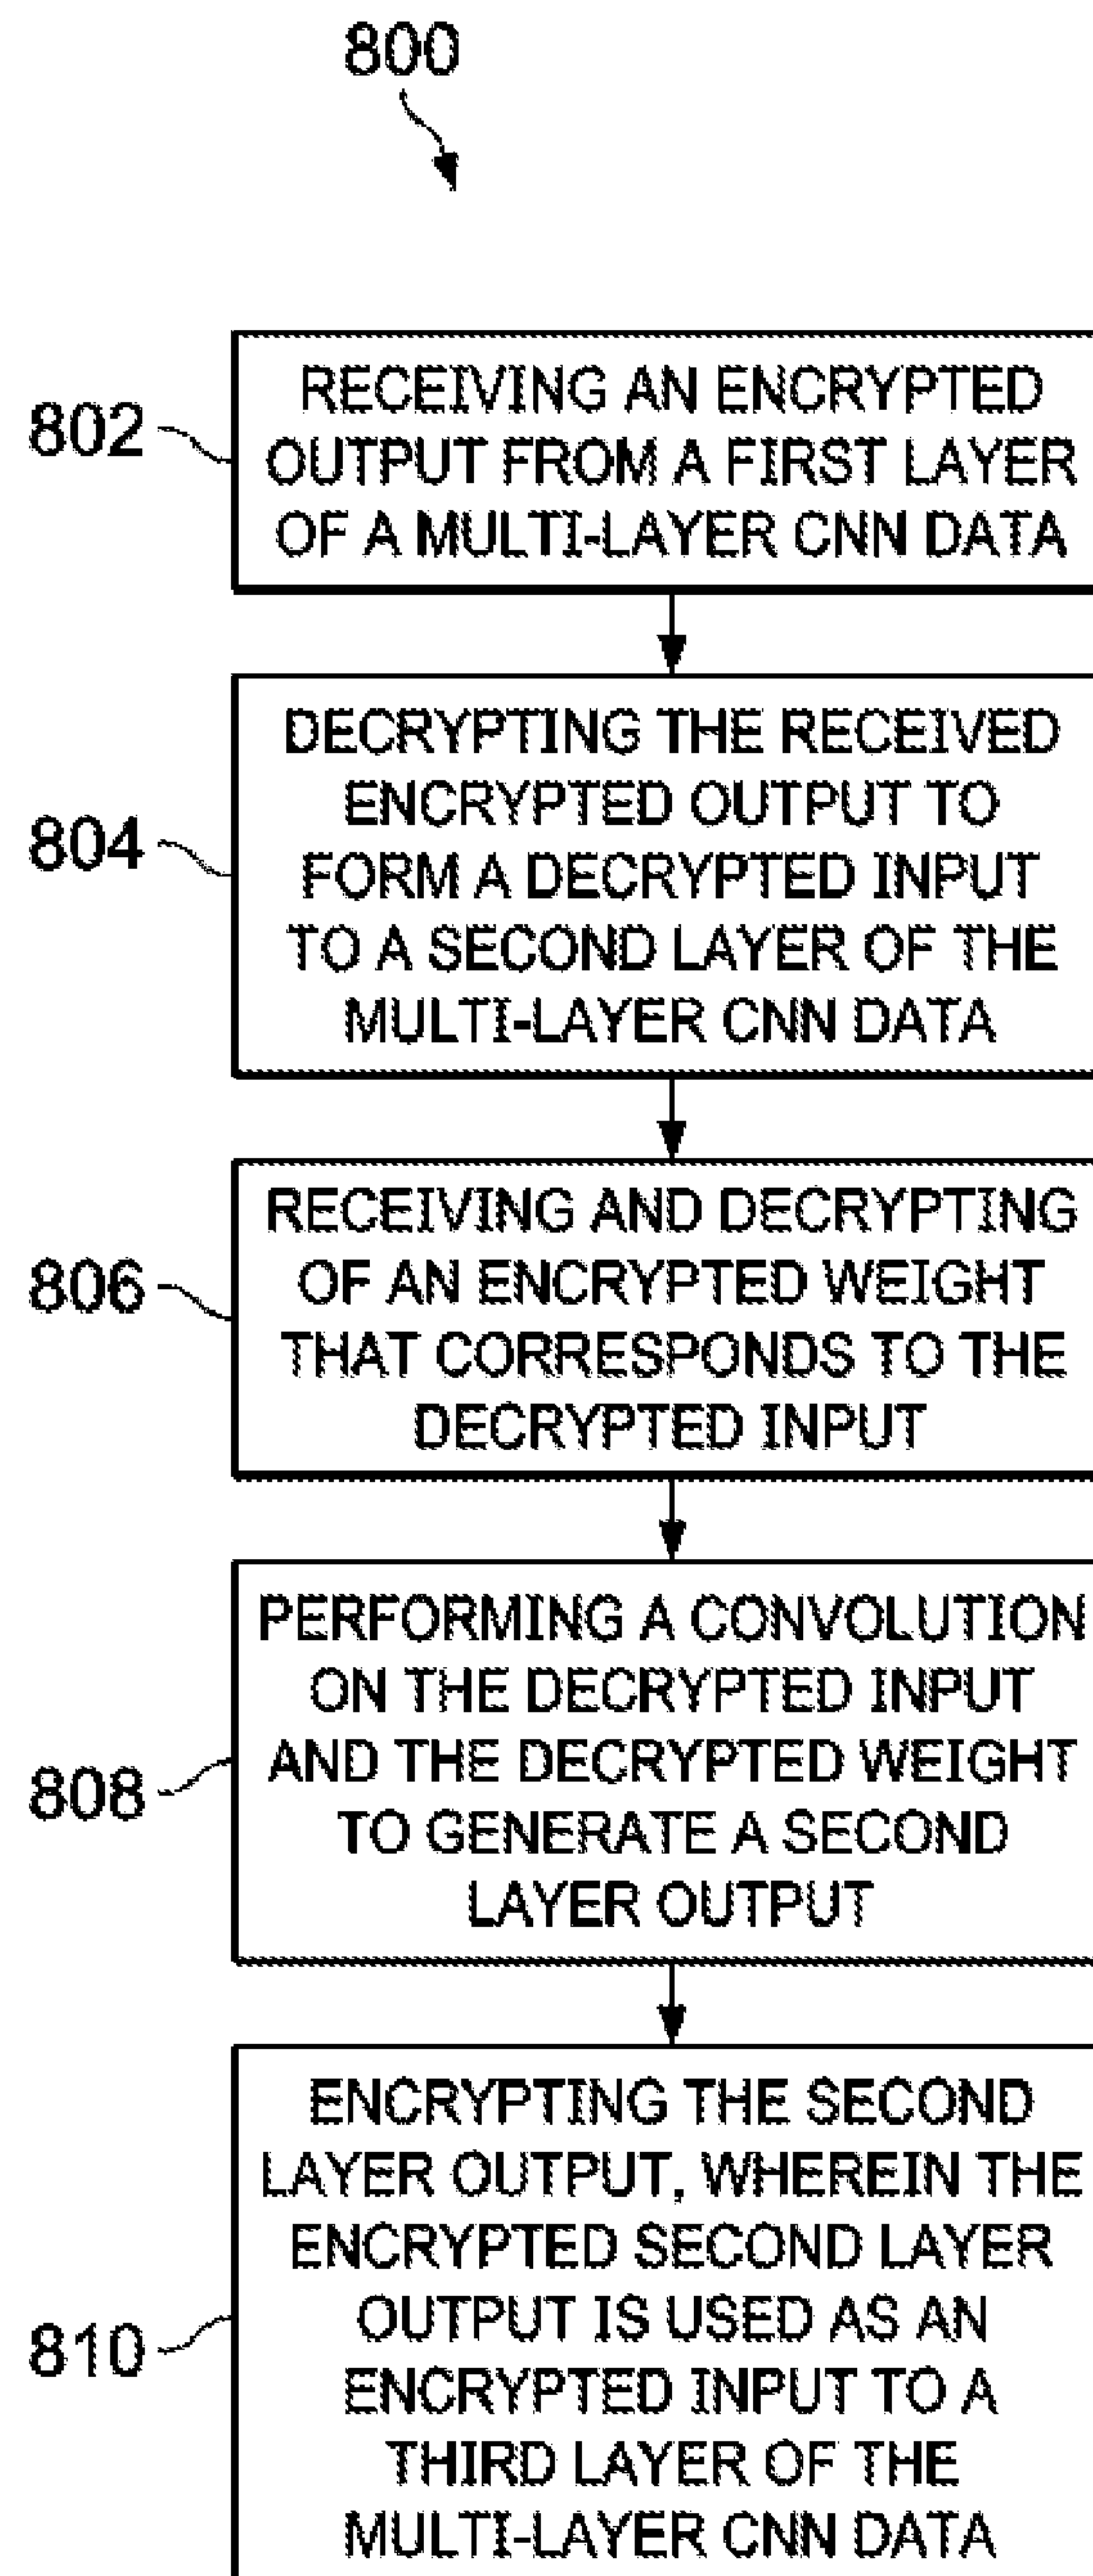 800
802
RECEIVING AN ENCRYPTED
OUTPUT FROM A FIRST LAYER
OF A MULTI-LAYER CNN DATA
804
DECRYPTING THE RECEIVED
ENCRYPTED OUTPUT TO
FORM A DECRYPTED INPUT
TO A SECOND LAYER OF THE
MULTI-LAYER CNN DATA
806
RECEIVING AND DECRYPTING
OF AN ENCRYPTED WEIGHT
THAT CORRESPONDS TO THE
DECRYPTED INPUT
808
PERFORMING A CONVOLUTION
ON THE DECRYPTED INPUT
AND THE DECRYPTED WEIGHT
TO GENERATE A SECOND
LAYER OUTPUT
810
ENCRYPTING THE SECOND
LAYER OUTPUT, WHEREIN THE
ENCRYPTED SECOND LAYER
OUTPUT IS USED AS AN
ENCRYPTED INPUT TO A
THIRD LAYER OF THE
MULTI-LAYER CNN DATA